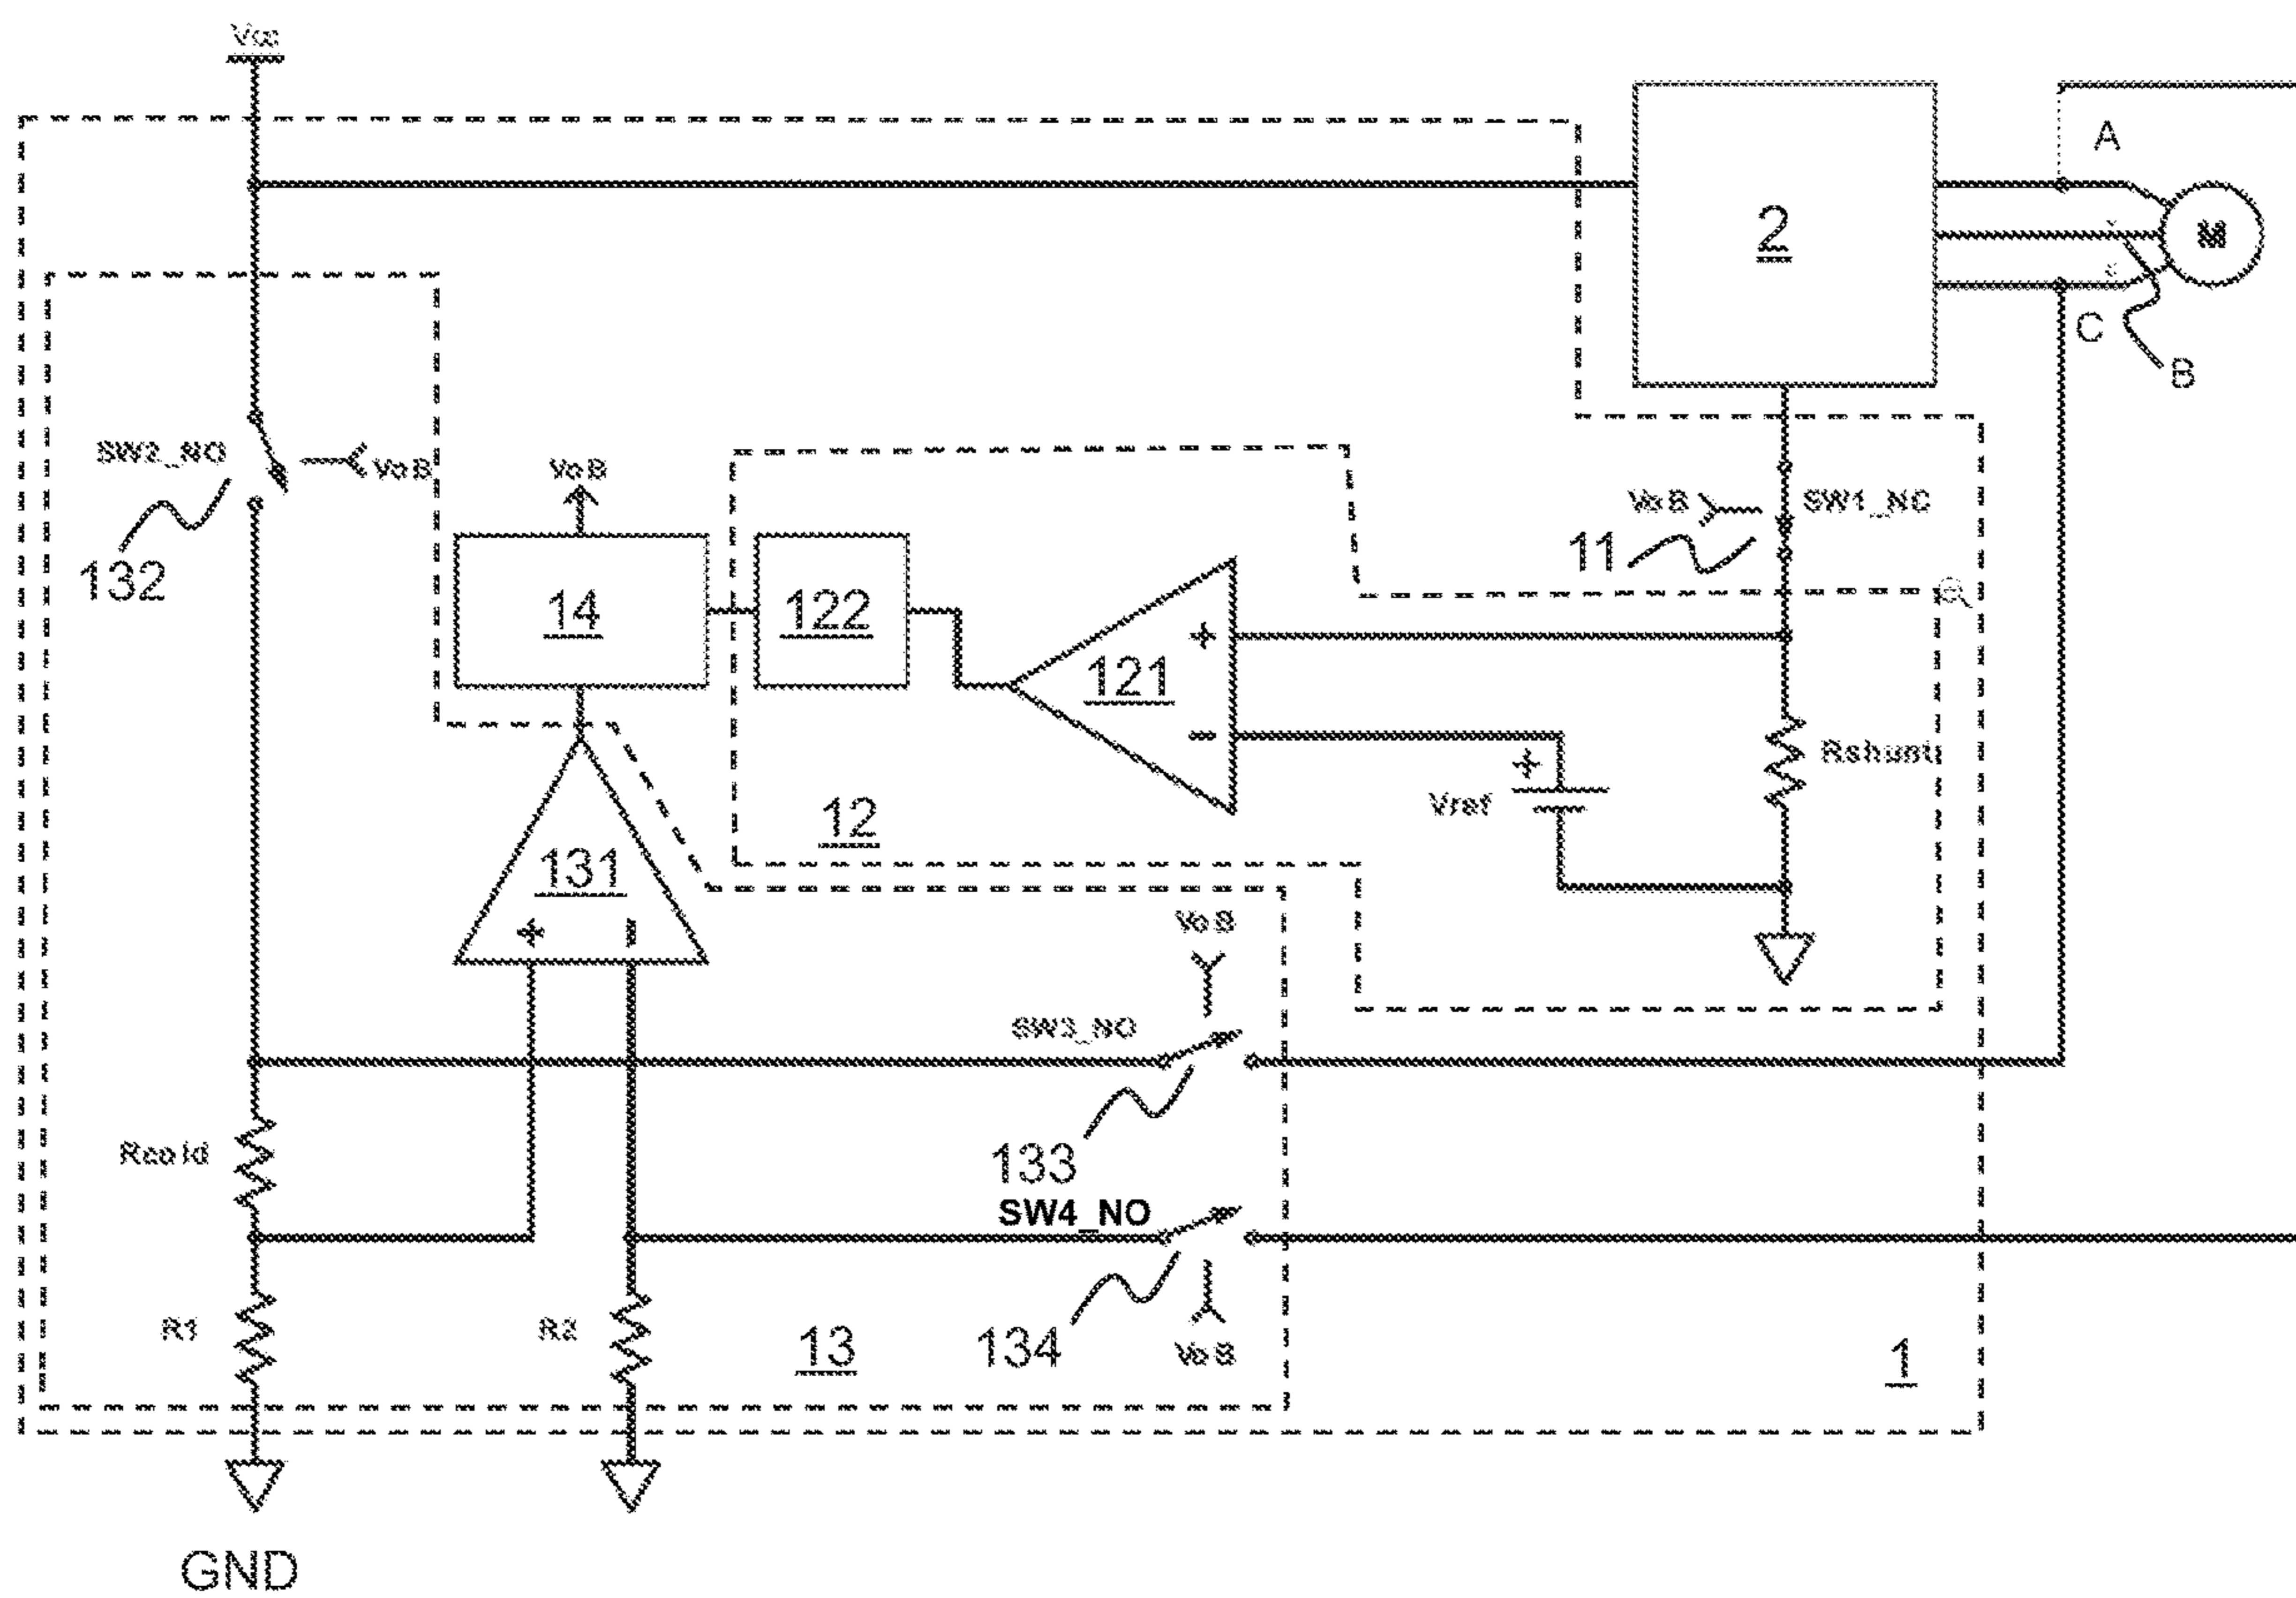 Vcc
A
2
M
C
B
SW2_NO
VoB
VoB
VoB
SW1_NC
11
132
14
122
121
+
−
+
Vref
Rshunt
12
131
+
−
VoB
SW3_NO
133
Rcold
SW4_NO
R1
R2
13
134
VoB
1
GND